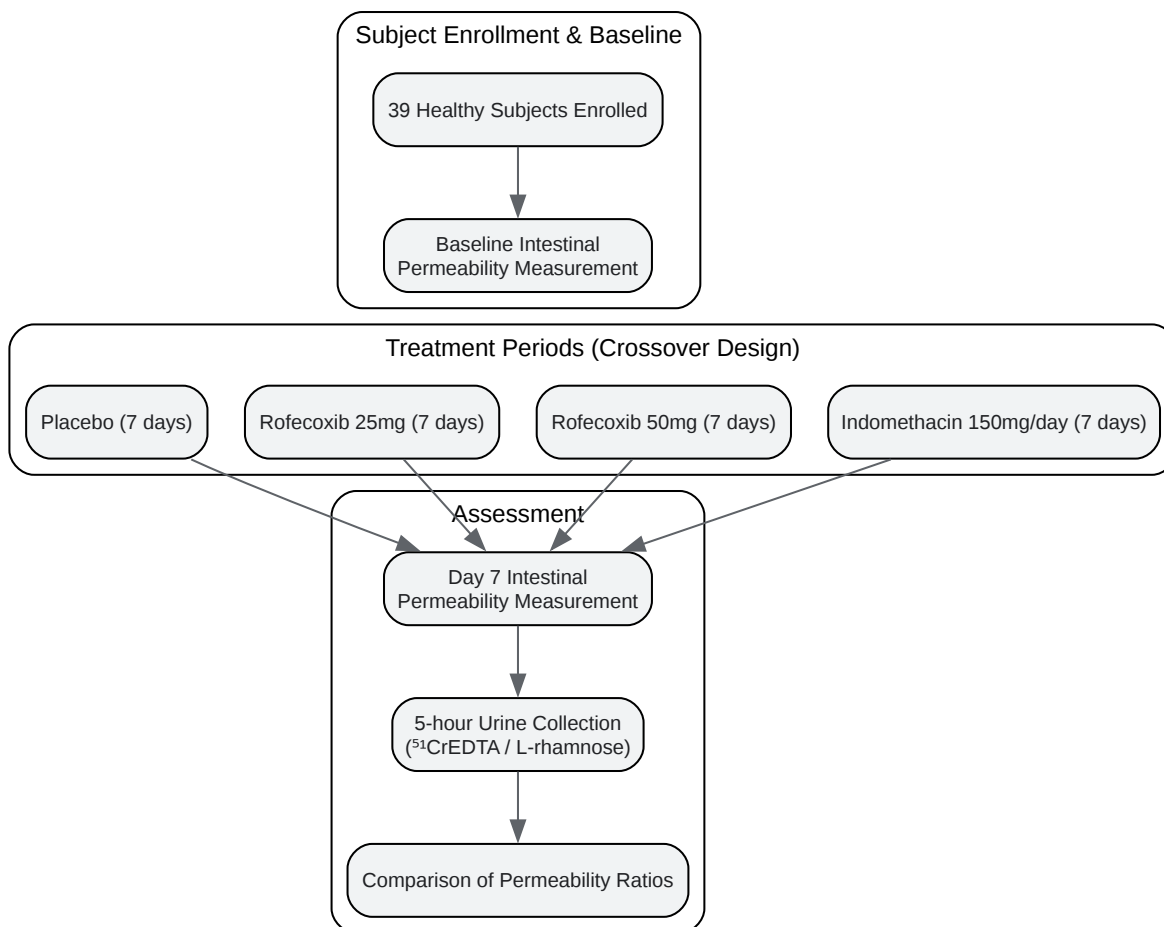 Subject Enrollment & Baseline
39 Healthy Subjects Enrolled
Baseline Intestinal
Permeability Measurement
Treatment Periods (Crossover Design)
Placebo (7 days)
Rofecoxib 25mg (7 days)
Rofecoxib 50mg (7 days)
Indomethacin 150mg/day (7 days)
Assessment
Day 7 Intestinal
Permeability Measurement
5-hour Urine Collection
(⁵¹CrEDTA / L-rhamnose)
Comparison of Permeability Ratios